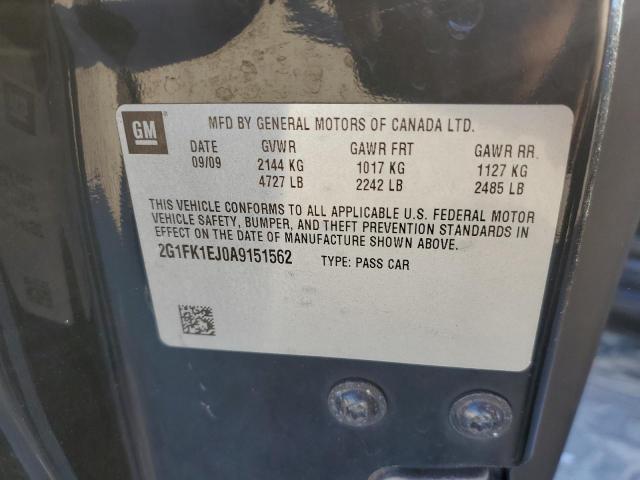 GM MFD BY GENERAL MOTORS OF CANADA LTD.
DATE GVWR GAWR FRT GAWR RR.
09/09 2144 KG 1017 KG 1127 KG
4727 LB 2242 LB 2485 LB
THIS VEHICLE CONFORMS TO ALL APPLICABLE U.S. FEDERAL MOTOR
VEHICLE SAFETY, BUMPER, AND THEFT PREVENTION STANDARDS IN
EFFECT ON THE DATE OF MANUFACTURE SHOWN ABOVE.
2G1FK1EJ0A9151562 TYPE: PASS CAR